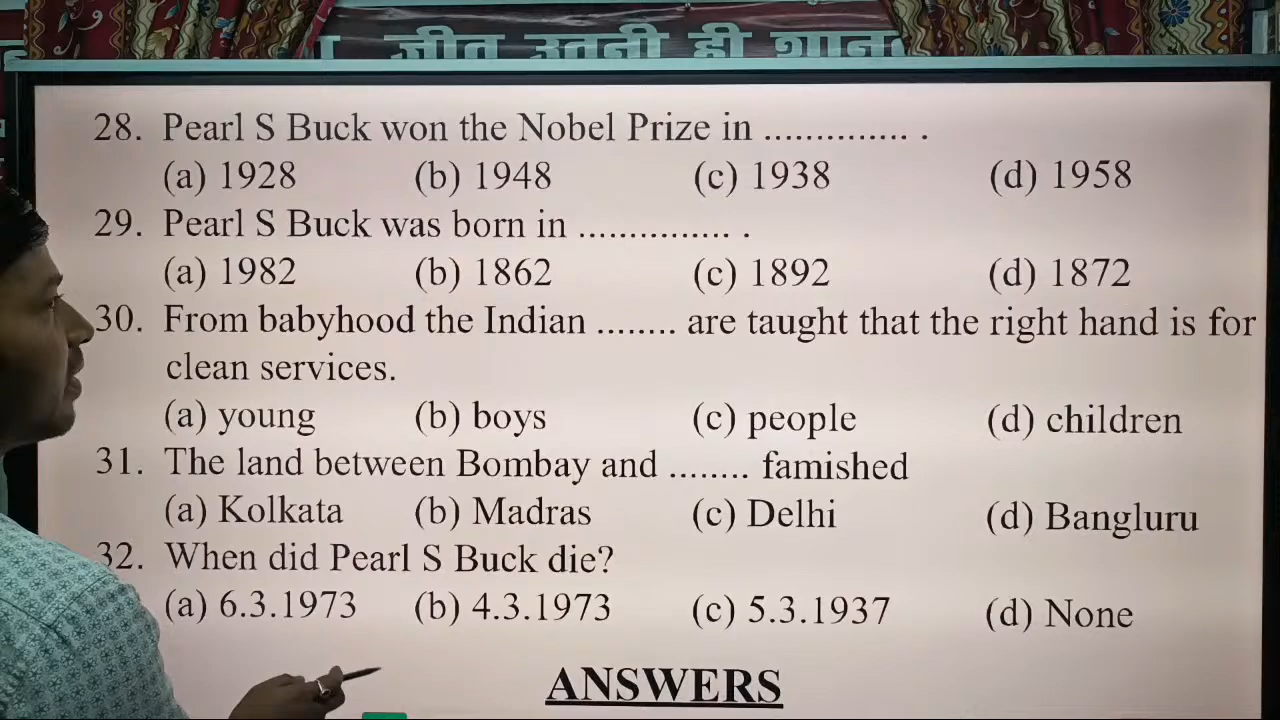 जीत उतनी ही शान
28. Pearl S Buck won the Nobel Prize in .............. .
(a) 1928 (b) 1948 (c) 1938 (d) 1958
29. Pearl S Buck was born in ............... .
(a) 1982 (b) 1862 (c) 1892 (d) 1872
30. From babyhood the Indian ........ are taught that the right hand is for
clean services.
(a) young (b) boys (c) people (d) children
31. The land between Bombay and ........ famished
(a) Kolkata (b) Madras (c) Delhi (d) Bangluru
32. When did Pearl S Buck die?
(a) 6.3.1973 (b) 4.3.1973 (c) 5.3.1937 (d) None
ANSWERS